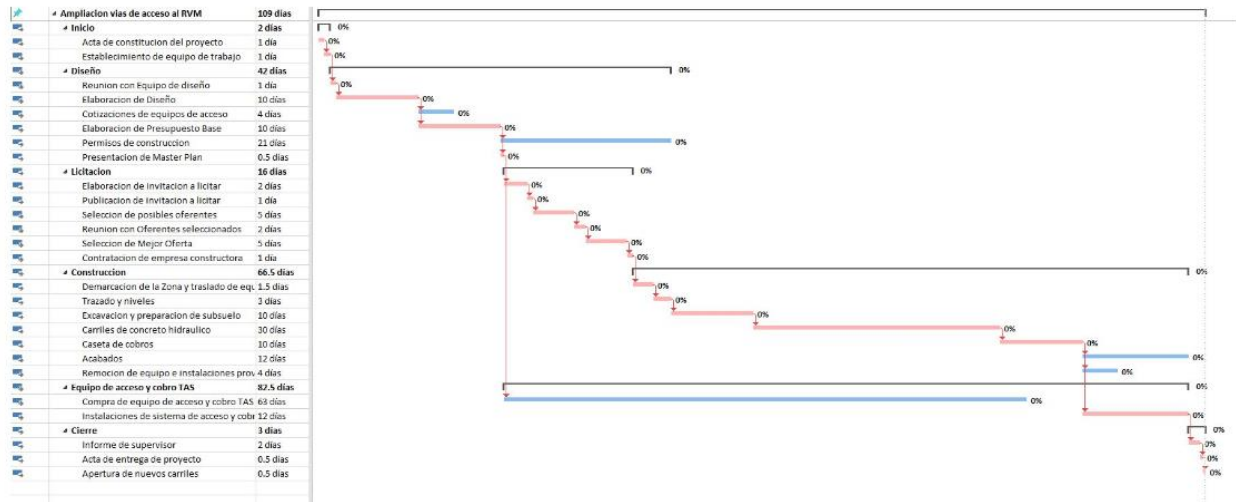 Ampliacion vias de acceso al RVM 109 días
Inicio 2 días 0%
Acta de constitucion del proyecto 1 día 0%
Establecimiento de equipo de trabajo 1 día 0%
Diseño 42 días 0%
Reunion con Equipo de diseño 1 día 0%
Elaboracion de Diseño 10 días 0%
Cotizaciones de equipos de acceso 4 días 0%
Elaboracion de Presupuesto Base 10 días 0%
Permisos de construccion 21 días 0%
Presentacion de Master Plan 0.5 días 0%
Licitacion 16 días 0%
Elaboracion de invitacion a licitar 2 días 0%
Publicacion de invitacion a licitar 1 día 0%
Seleccion de posibles oferentes 5 días 0%
Reunion con Oferentes seleccionados 2 días 0%
Seleccion de Mejor Oferta 5 días 0%
Contratacion de empresa constructora 1 día 0%
Construccion 66.5 días 0%
Demarcacion de la Zona y traslado de equ 1.5 días 0%
Trazado y niveles 3 días 0%
Excavacion y preparacion de subsuelo 10 días 0%
Carriles de concreto hidraulico 30 días 0%
Caseta de cobros 10 días 0%
Acabados 12 días 0%
Remocion de equipo e instalaciones prov 4 días 0%
Equipo de acceso y cobro TAS 82.5 días 0%
Compra de equipo de acceso y cobro TAS 63 días 0%
Instalaciones de sistema de acceso y cobr 12 días 0%
Cierre 3 días 0%
Informe de supervisor 2 días 0%
Acta de entrega de proyecto 0.5 días 0%
Apertura de nuevos carriles 0.5 días 0%